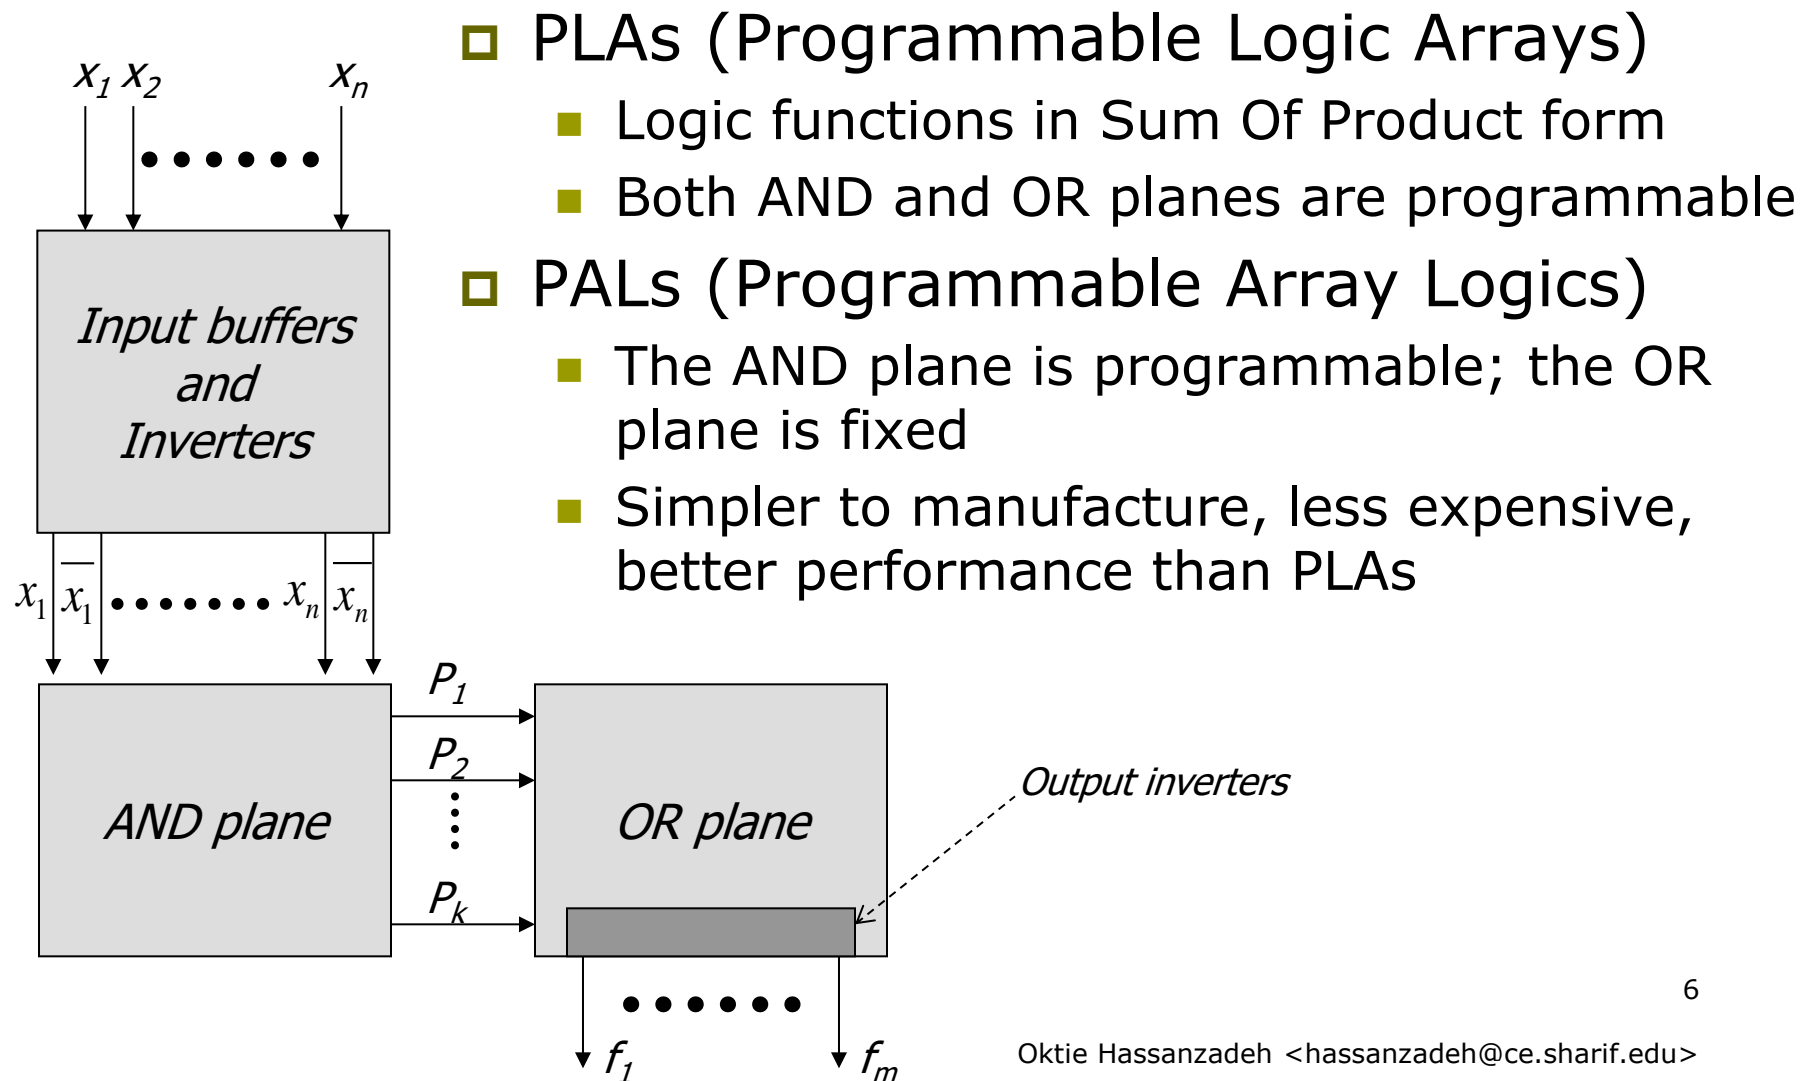 PLAs (Programmable Logic Arrays)
Logic functions in Sum Of Product form
Both AND and OR planes are programmable
PALs (Programmable Array Logics)
The AND plane is programmable; the OR
plane is fixed
Simpler to manufacture, less expensive,
better performance than PLAs
x₁ x₂ xₙ
Input buffers
and
Inverters
x₁ x̅₁ xₙ x̅ₙ
AND plane
P₁
P₂
Pₖ
OR plane
Output inverters
f₁ fₘ
6
Oktie Hassanzadeh <hassanzadeh@ce.sharif.edu>